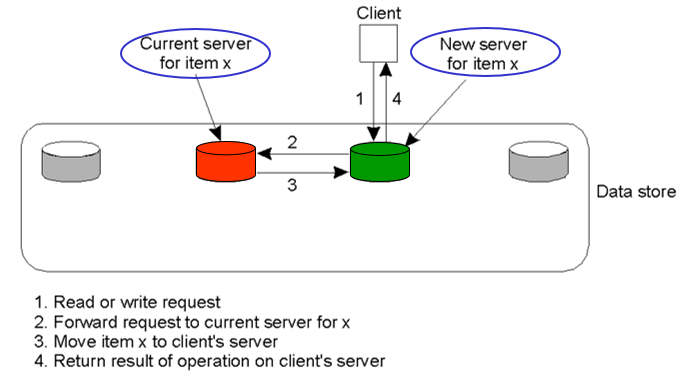 Client
Current server
for item x
New server
for item x
1
4
2
3
Data store
1. Read or write request
2. Forward request to current server for x
3. Move item x to client's server
4. Return result of operation on client's server